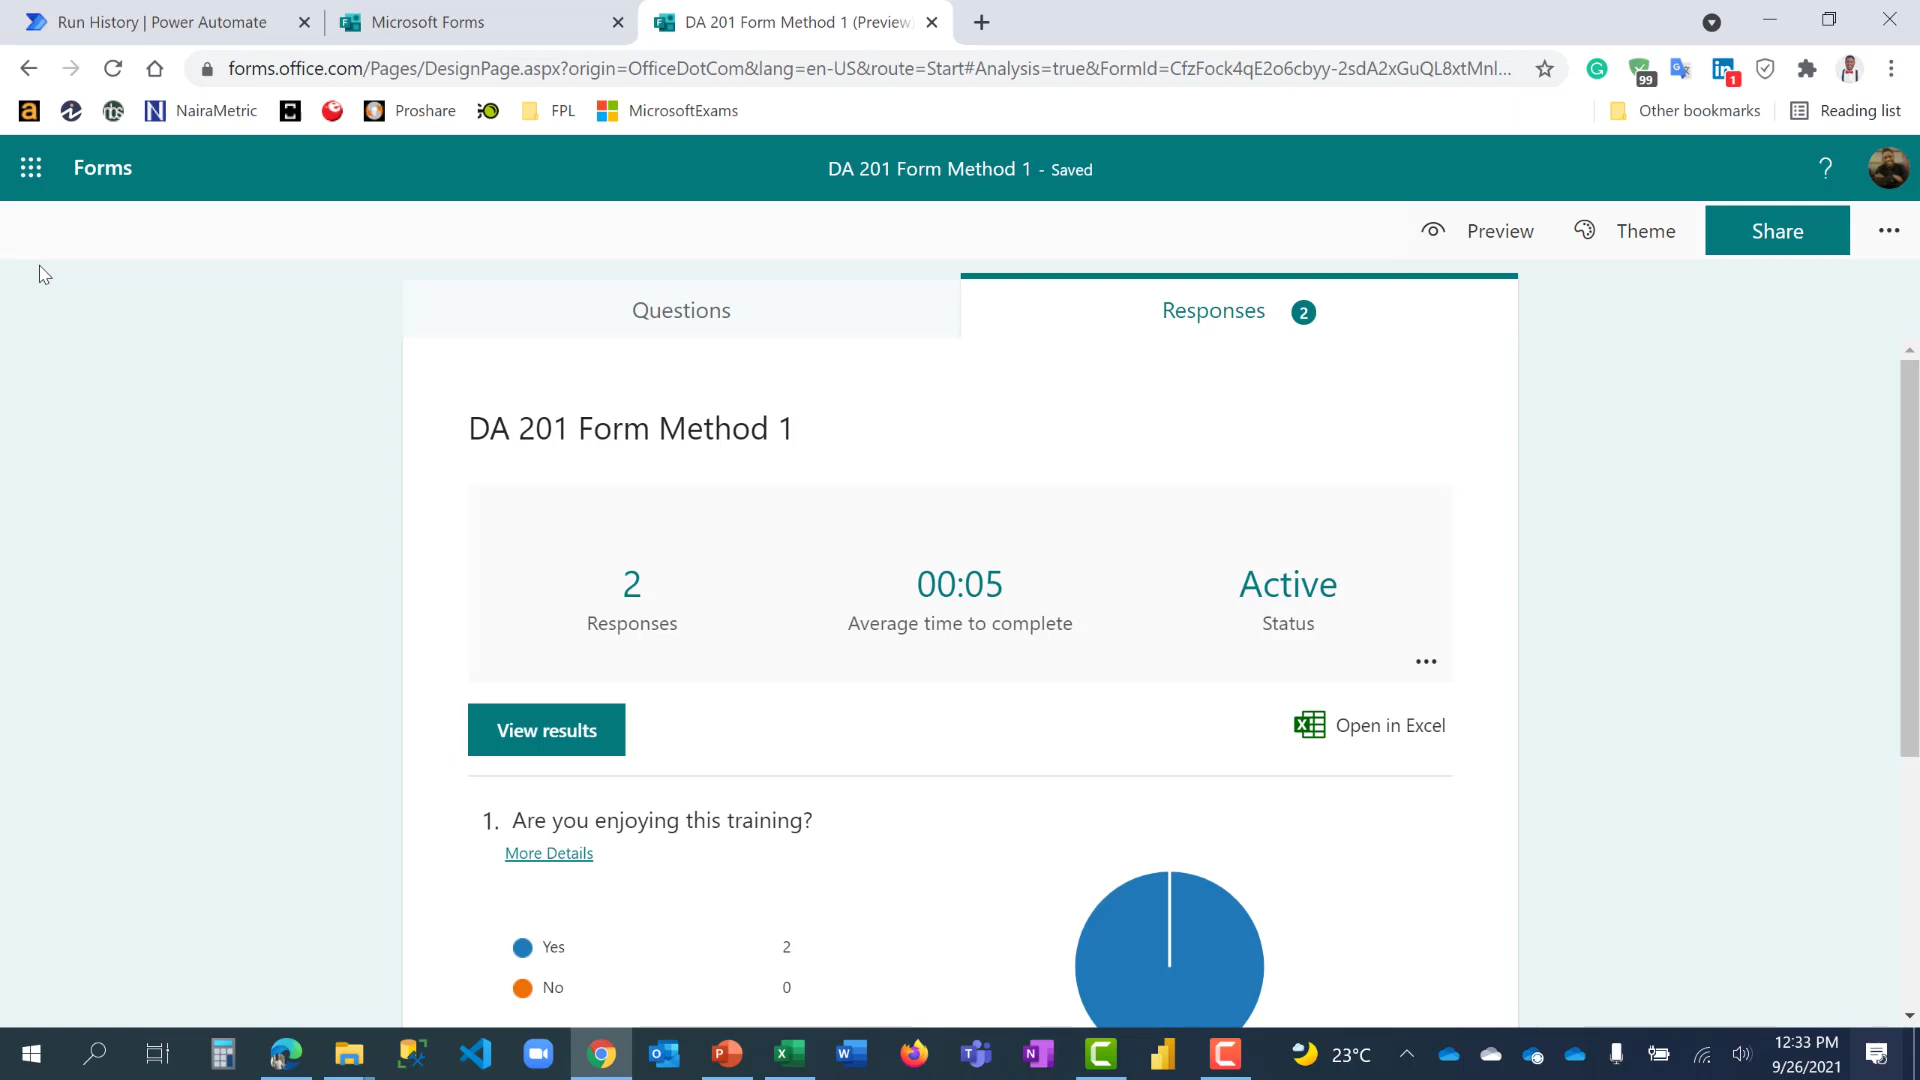 Run History | Power Automate
Microsoft Forms
DA 201 Form Method 1 (Preview)
forms.office.com/Pages/DesignPage.aspx?origin=OfficeDotCom&lang=en-US&route=Start#Analysis=true&FormId=CfzFock4qE2o6cbyy-2sdA2xGuQL8xtMnl...
99
1
NairaMetric
Proshare
FPL
MicrosoftExams
Other bookmarks
Reading list
Forms
DA 201 Form Method 1 - Saved
?
Preview
Theme
Share
Questions
Responses 2
DA 201 Form Method 1
2
Responses
00:05
Average time to complete
Active
Status
View results
Open in Excel
1. Are you enjoying this training?
More Details
Yes 2
No 0
23°C
12:33 PM
9/26/2021